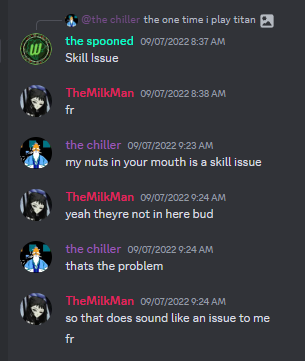 @the chiller the one time i play titan
the spooned 09/07/2022 8:37 AM
Skill Issue
TheMilkMan 09/07/2022 8:38 AM
fr
the chiller 09/07/2022 9:23 AM
my nuts in your mouth is a skill issue
TheMilkMan 09/07/2022 9:24 AM
yeah theyre not in here bud
the chiller 09/07/2022 9:24 AM
thats the problem
TheMilkMan 09/07/2022 9:24 AM
so that does sound like an issue to me
fr